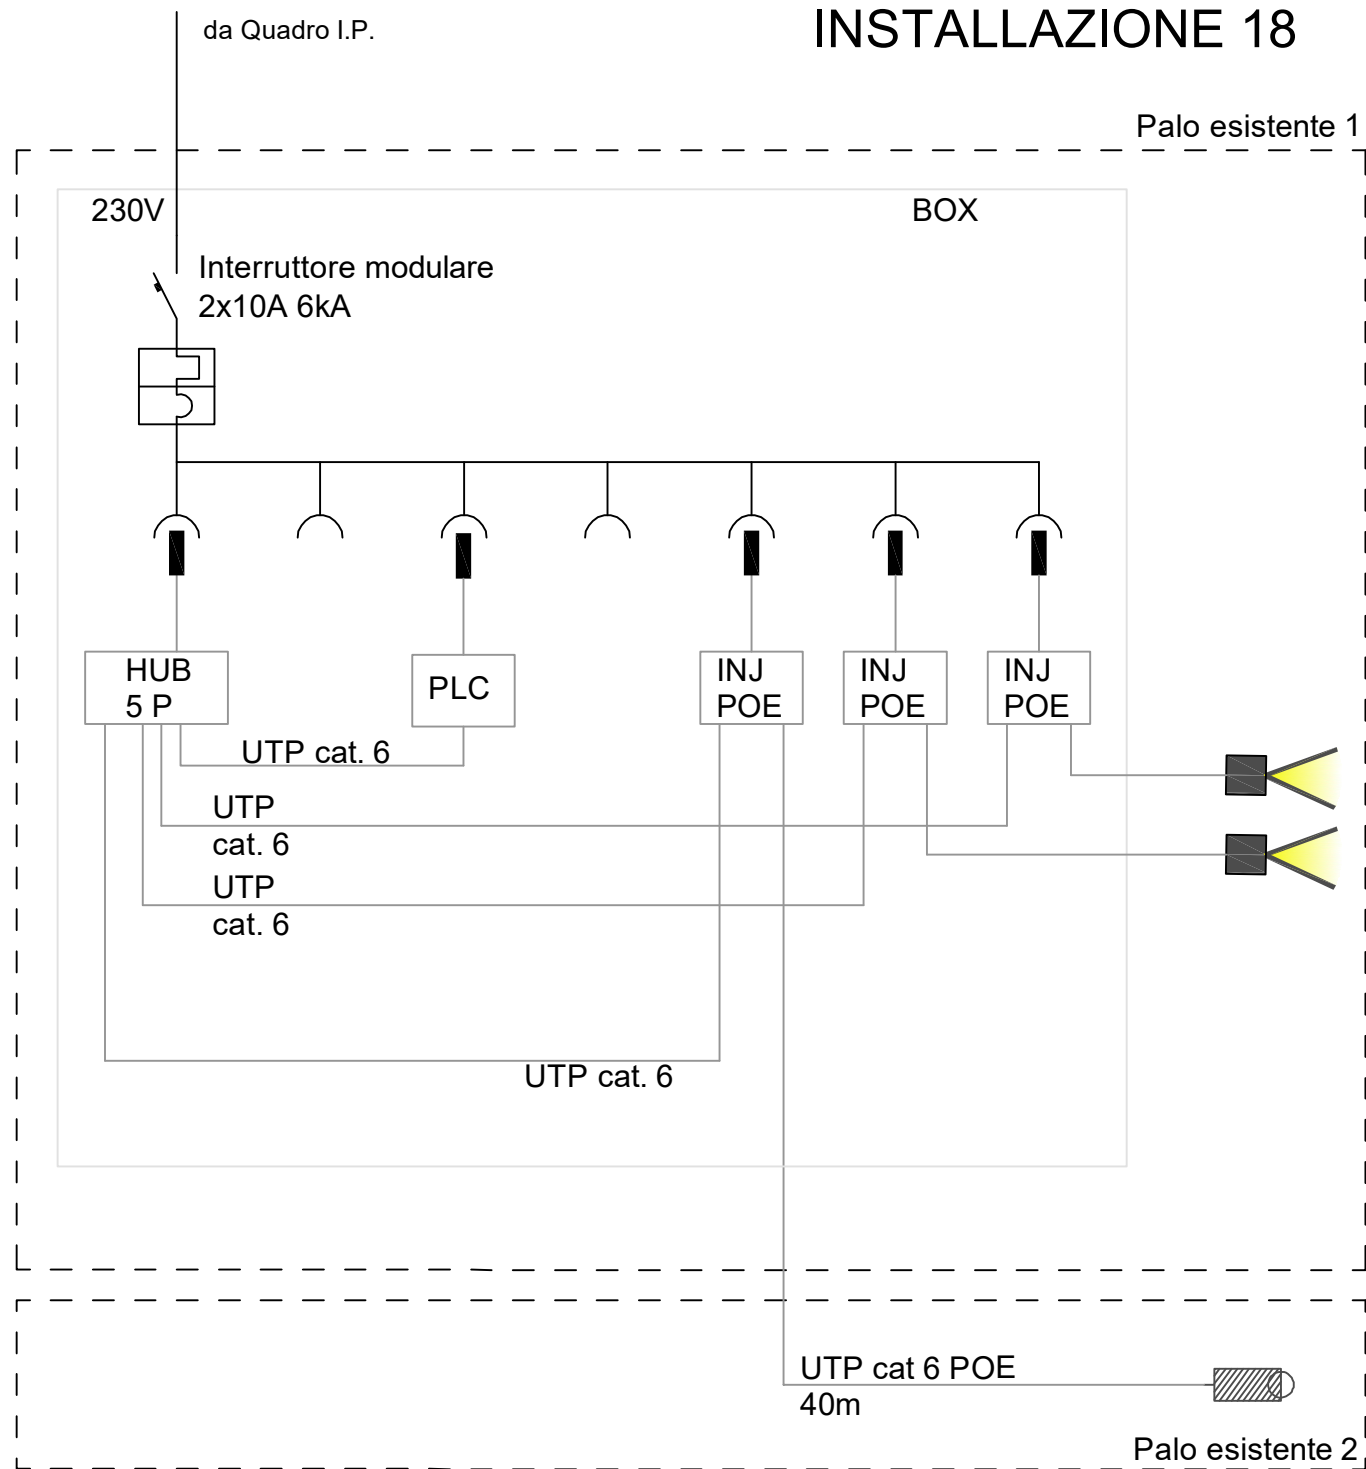 da Quadro I.P.
INSTALLAZIONE 18
Palo esistente 1
230V
BOX
Interruttore modulare
2x10A 6kA
HUB
5 P
PLC
INJ
POE
INJ
POE
INJ
POE
UTP cat. 6
UTP
cat. 6
UTP
cat. 6
UTP cat. 6
UTP cat 6 POE
40m
Palo esistente 2